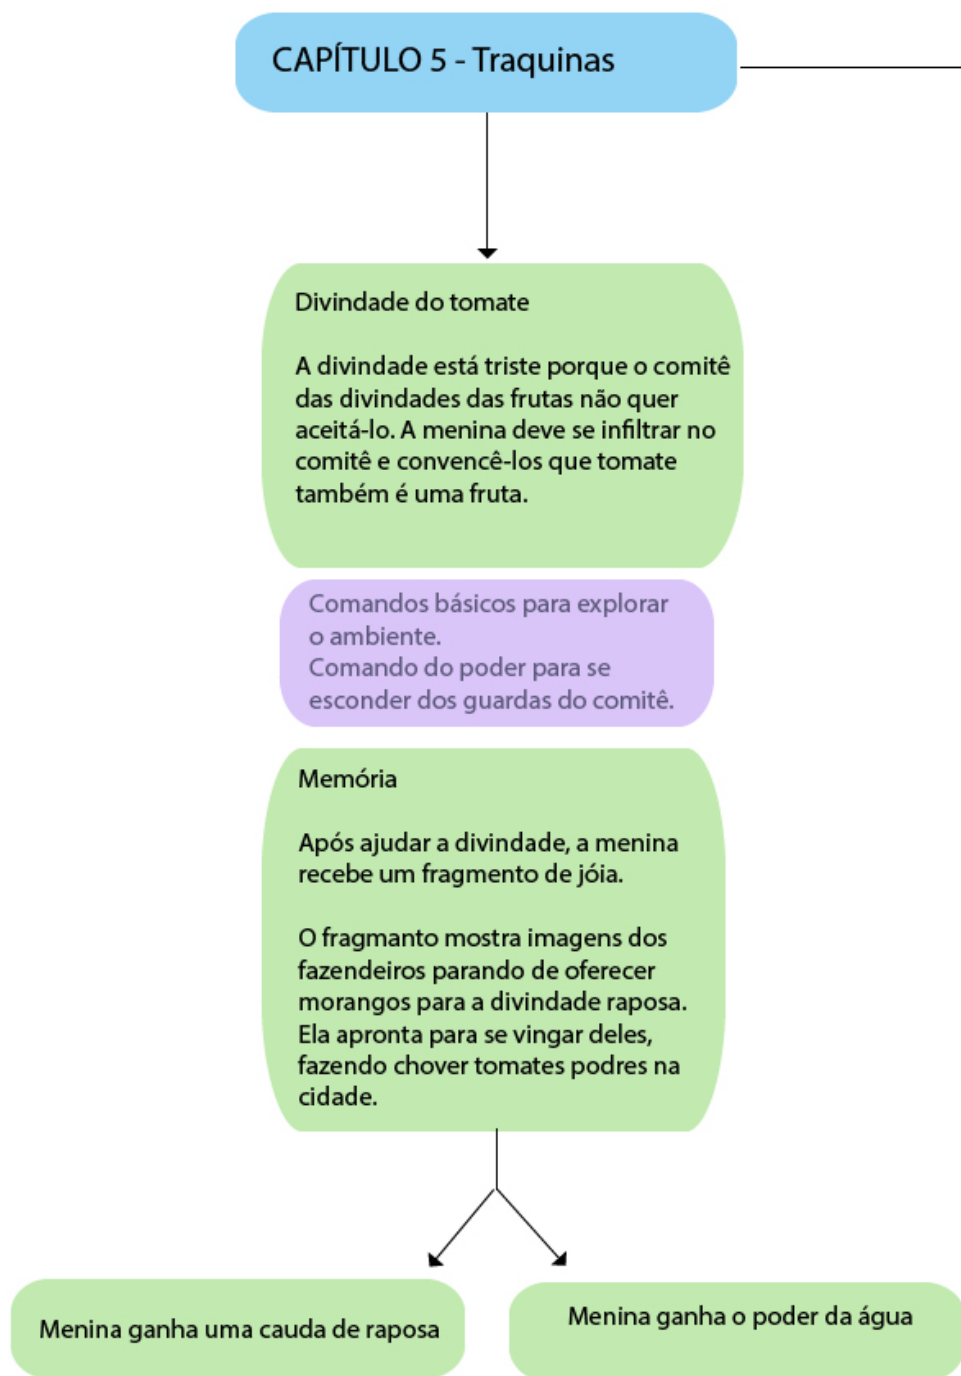 CAPÍTULO 5 - Traquinas
Divindade do tomate
A divindade está triste porque o comitê
das divindades das frutas não quer
aceitá-lo. A menina deve se infiltrar no
comitê e convencê-los que tomate
também é uma fruta.
Comandos básicos para explorar
o ambiente.
Comando do poder para se
esconder dos guardas do comitê.
Memória
Após ajudar a divindade, a menina
recebe um fragmento de jóia.
O fragmanto mostra imagens dos
fazendeiros parando de oferecer
morangos para a divindade raposa.
Ela apronta para se vingar deles,
fazendo chover tomates podres na
cidade.
Menina ganha uma cauda de raposa
Menina ganha o poder da água